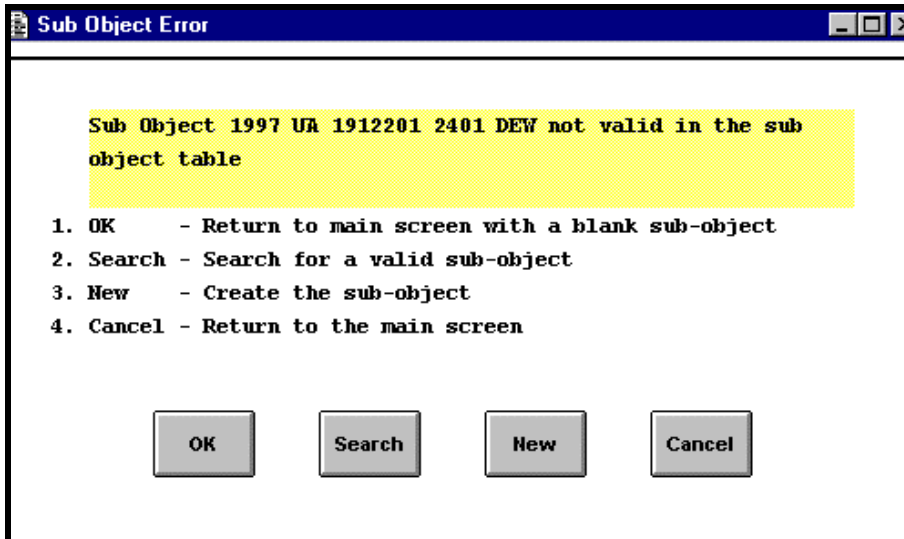 Sub Object Error
Sub Object 1997 UA 1912201 2401 DEW not valid in the sub
object table
1. OK - Return to main screen with a blank sub-object
2. Search - Search for a valid sub-object
3. New - Create the sub-object
4. Cancel - Return to the main screen
OK Search New Cancel